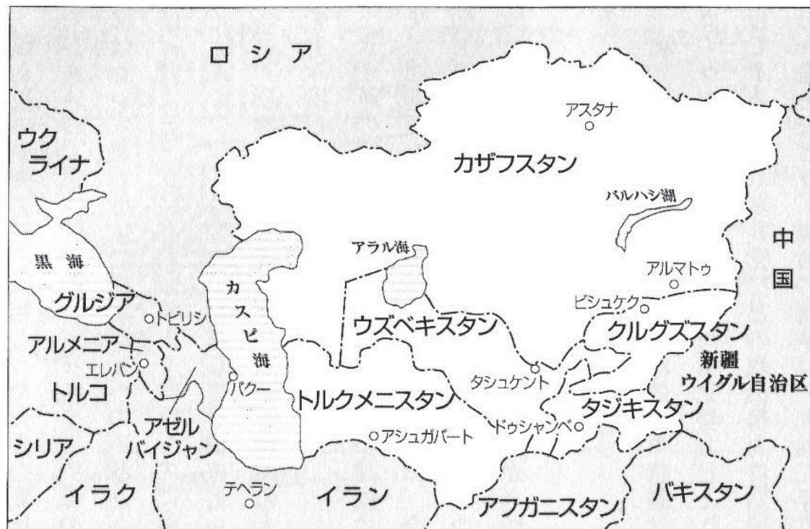 ロシア
アスタナ
ウク
ライナ
カザフスタン
バルハシ湖
アラル海
中国
黒海
カスピ海
アルマトゥ
グルジア
ビシュケク
トビリシ
ウズベキスタン
クルグズスタン
アルメニア
新疆
ウイグル自治区
エレバン
バクー
タシュケント
トルコ
トルクメニスタン
タジキスタン
アゼル
バイジャン
ドゥシャンベ
アシュガバート
シリア
イラク
テヘラン
イラン
アフガニスタン
パキスタン